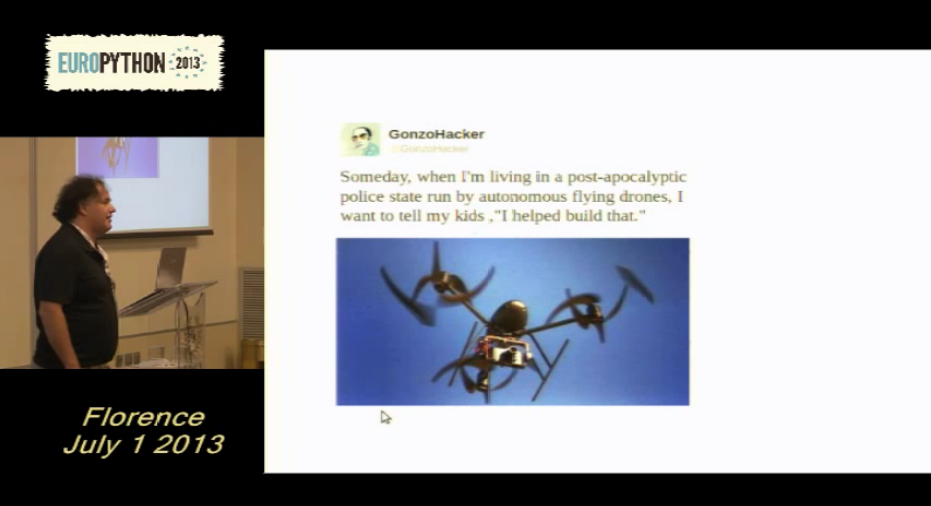 EUROPYTHON 2013
GonzoHacker
@GonzoHacker
Someday, when I'm living in a post-apocalyptic
police state run by autonomous flying drones, I
want to tell my kids ,"I helped build that."
Florence
July 1 2013